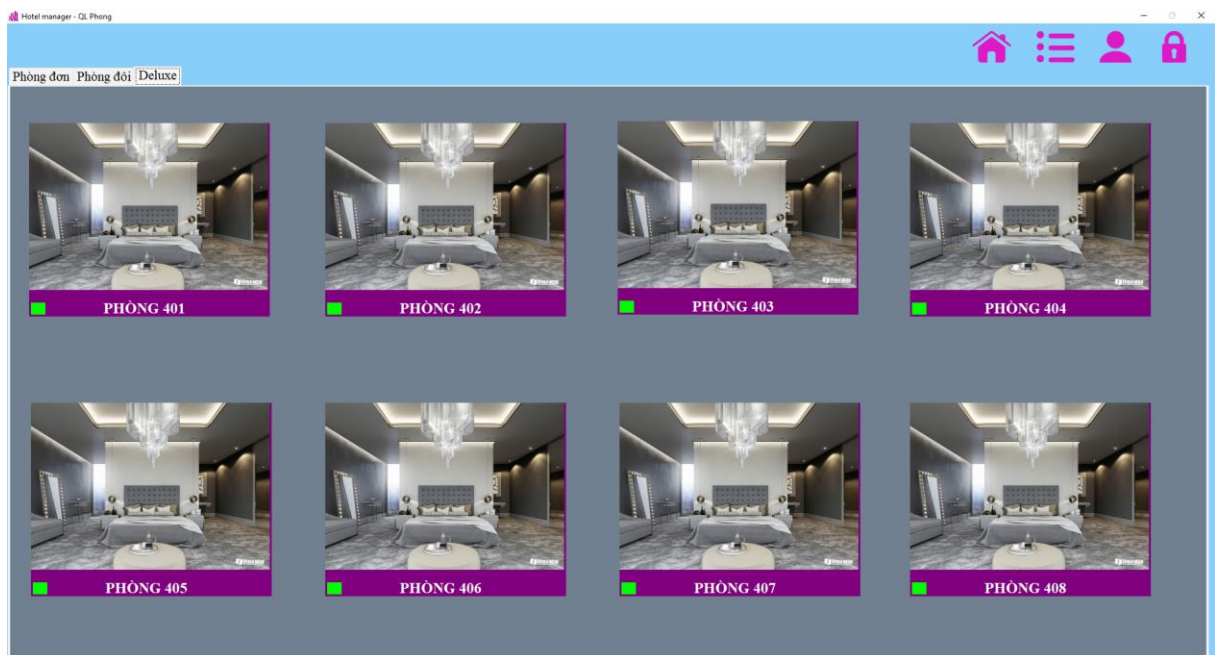 Hotel manager - QL Phong
Phòng đơn Phòng đôi Deluxe
PHÒNG 401 PHÒNG 402 PHÒNG 403 PHÒNG 404
PHÒNG 405 PHÒNG 406 PHÒNG 407 PHÒNG 408